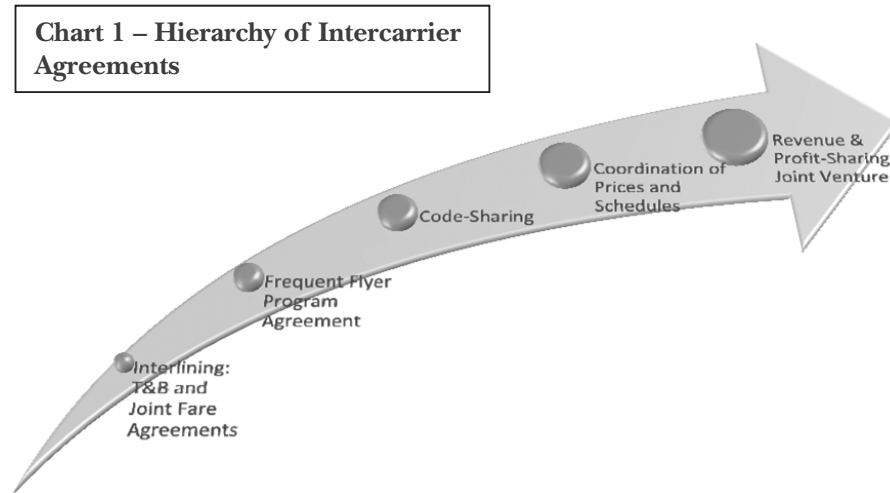 Chart 1 – Hierarchy of Intercarrier
Agreements
Revenue &
Profit-Sharing
Joint Venture
Coordination of
Prices and
Schedules
Code-Sharing
Frequent Flyer
Program
Agreement
Interlining:
T&B and
Joint Fare
Agreements